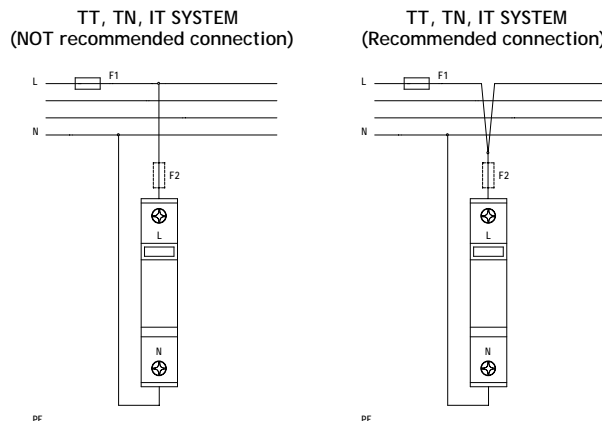 TT, TN, IT SYSTEM
(NOT recommended connection)
L
F1
N
F2
L
N
PE
TT, TN, IT SYSTEM
(Recommended connection)
L
F1
N
F2
L
N
PE